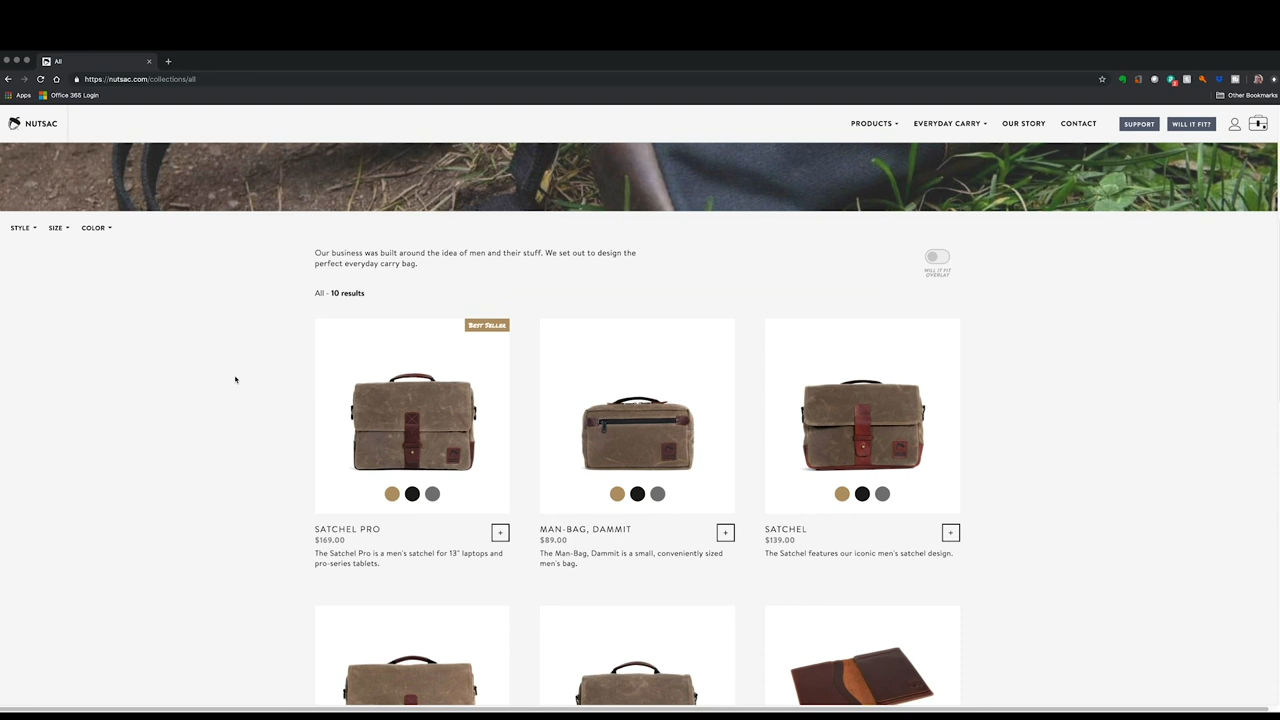 All
https://nutsac.com/collections/all
Apps
Office 365 Login
Other Bookmarks
NUTSAC
PRODUCTS
EVERYDAY CARRY
OUR STORY
CONTACT
SUPPORT
WILL IT FIT?
STYLE
SIZE
COLOR
Our business was built around the idea of men and their stuff. We set out to design the
perfect everyday carry bag.
WILL IT FIT
OVERLAY
All - 10 results
BEST SELLER
SATCHEL PRO
$169.00
The Satchel Pro is a men's satchel for 13" laptops and
pro-series tablets.
MAN-BAG, DAMMIT
$89.00
The Man-Bag, Dammit is a small, conveniently sized
men's bag.
SATCHEL
$139.00
The Satchel features our iconic men's satchel design.